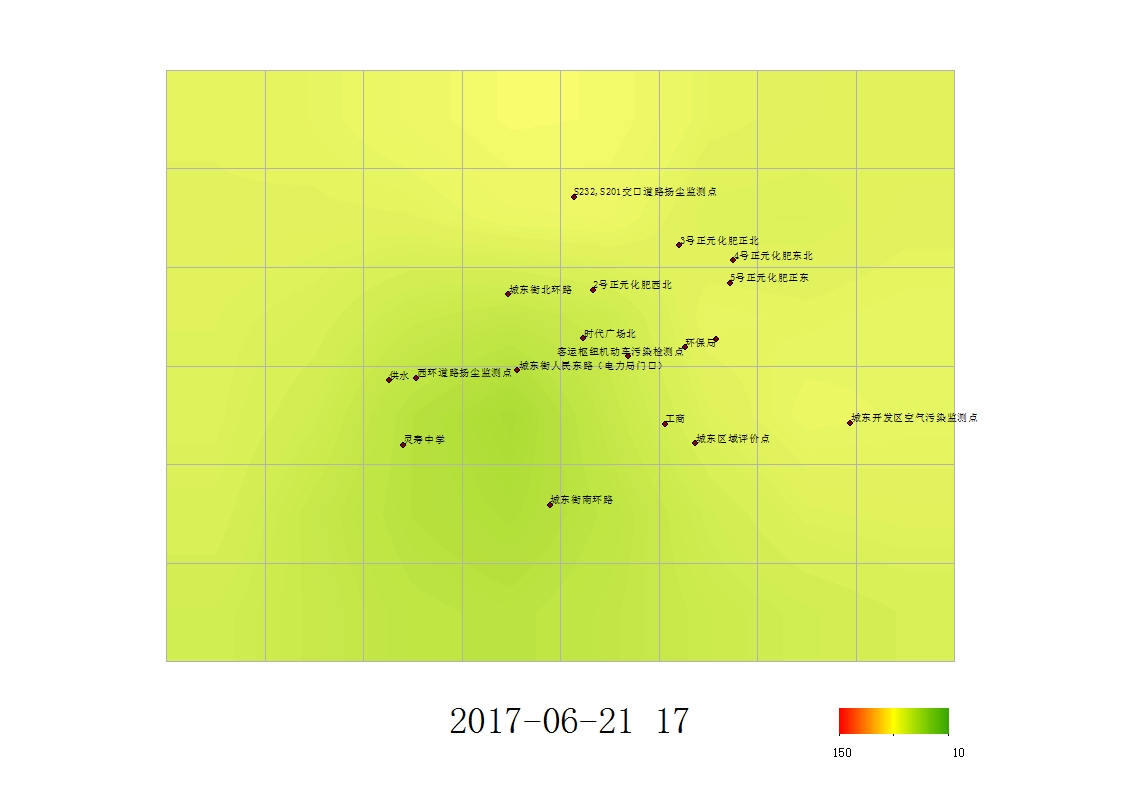 S232,S201交口道路扬尘监测点
3号正元化肥正北
4号正元化肥东北
5号正元化肥正东
2号正元化肥西北
城东街北环路
时代广场北
环保局
客运枢纽机动车污染检测点
城东街人民东路（电力局门口）
西环道路扬尘监测点
供水
城东开发区空气污染监测点
工商
城东区域评价点
灵寿中学
城东街南环路
2017-06-21 17
150
10